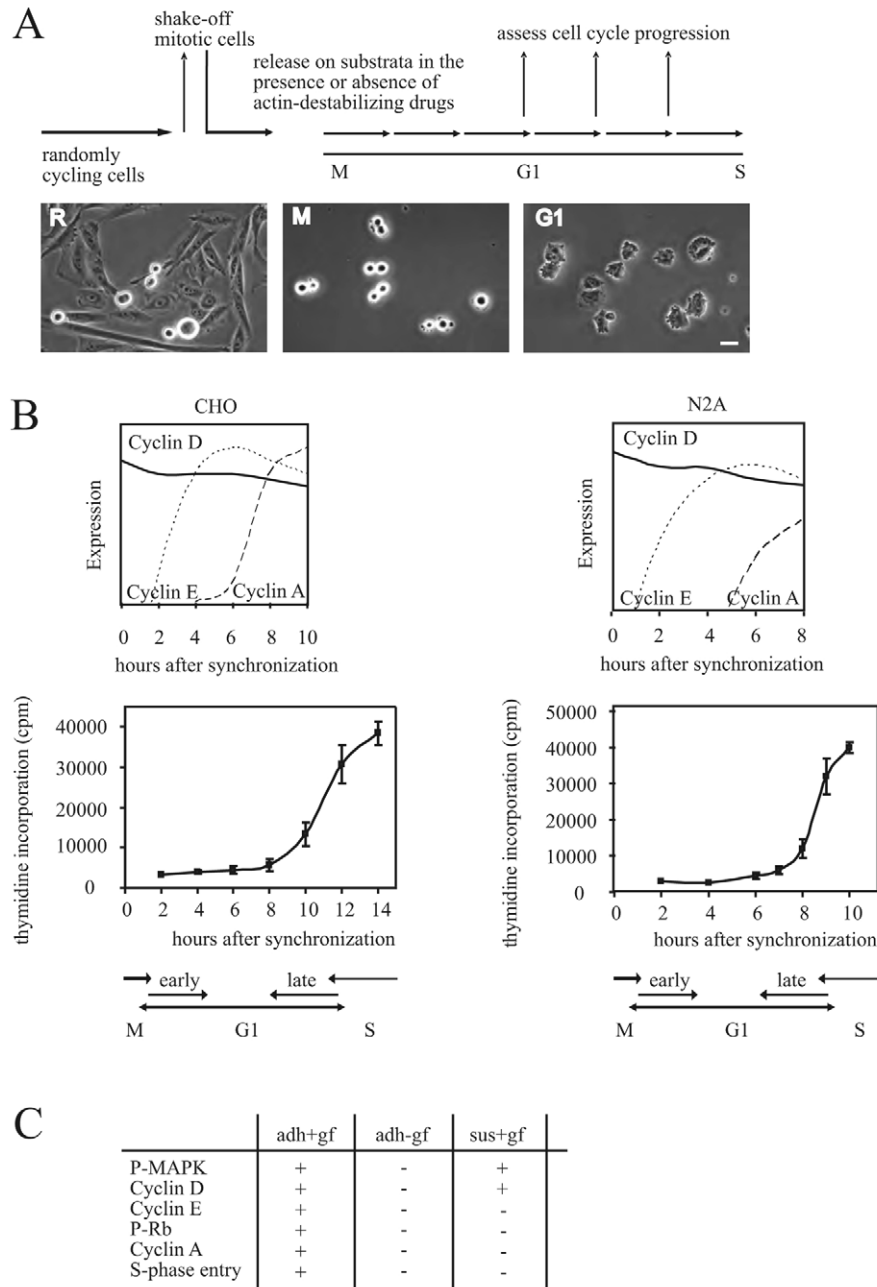 A
shake-off
mitotic cells
release on substrata in the
presence or absence of
actin-destabilizing drugs
assess cell cycle progression
randomly
cycling cells
M G1 S
R M G1
B
CHO
Cyclin D
Expression
Cyclin E Cyclin A
0 2 4 6 8 10
hours after synchronization
N2A
Cyclin D
Expression
Cyclin E Cyclin A
0 2 4 6 8
hours after synchronization
thymidine incorporation (cpm)
40000
30000
20000
10000
0
0 2 4 6 8 10 12 14
hours after synchronization
early late
M G1 S
thymidine incorporation (cpm)
50000
40000
30000
20000
10000
0
0 2 4 6 8 10
hours after synchronization
early late
M G1 S
C
adh+gf adh-gf sus+gf
P-MAPK + - +
Cyclin D + - +
Cyclin E + - -
P-Rb + - -
Cyclin A + - -
S-phase entry + - -